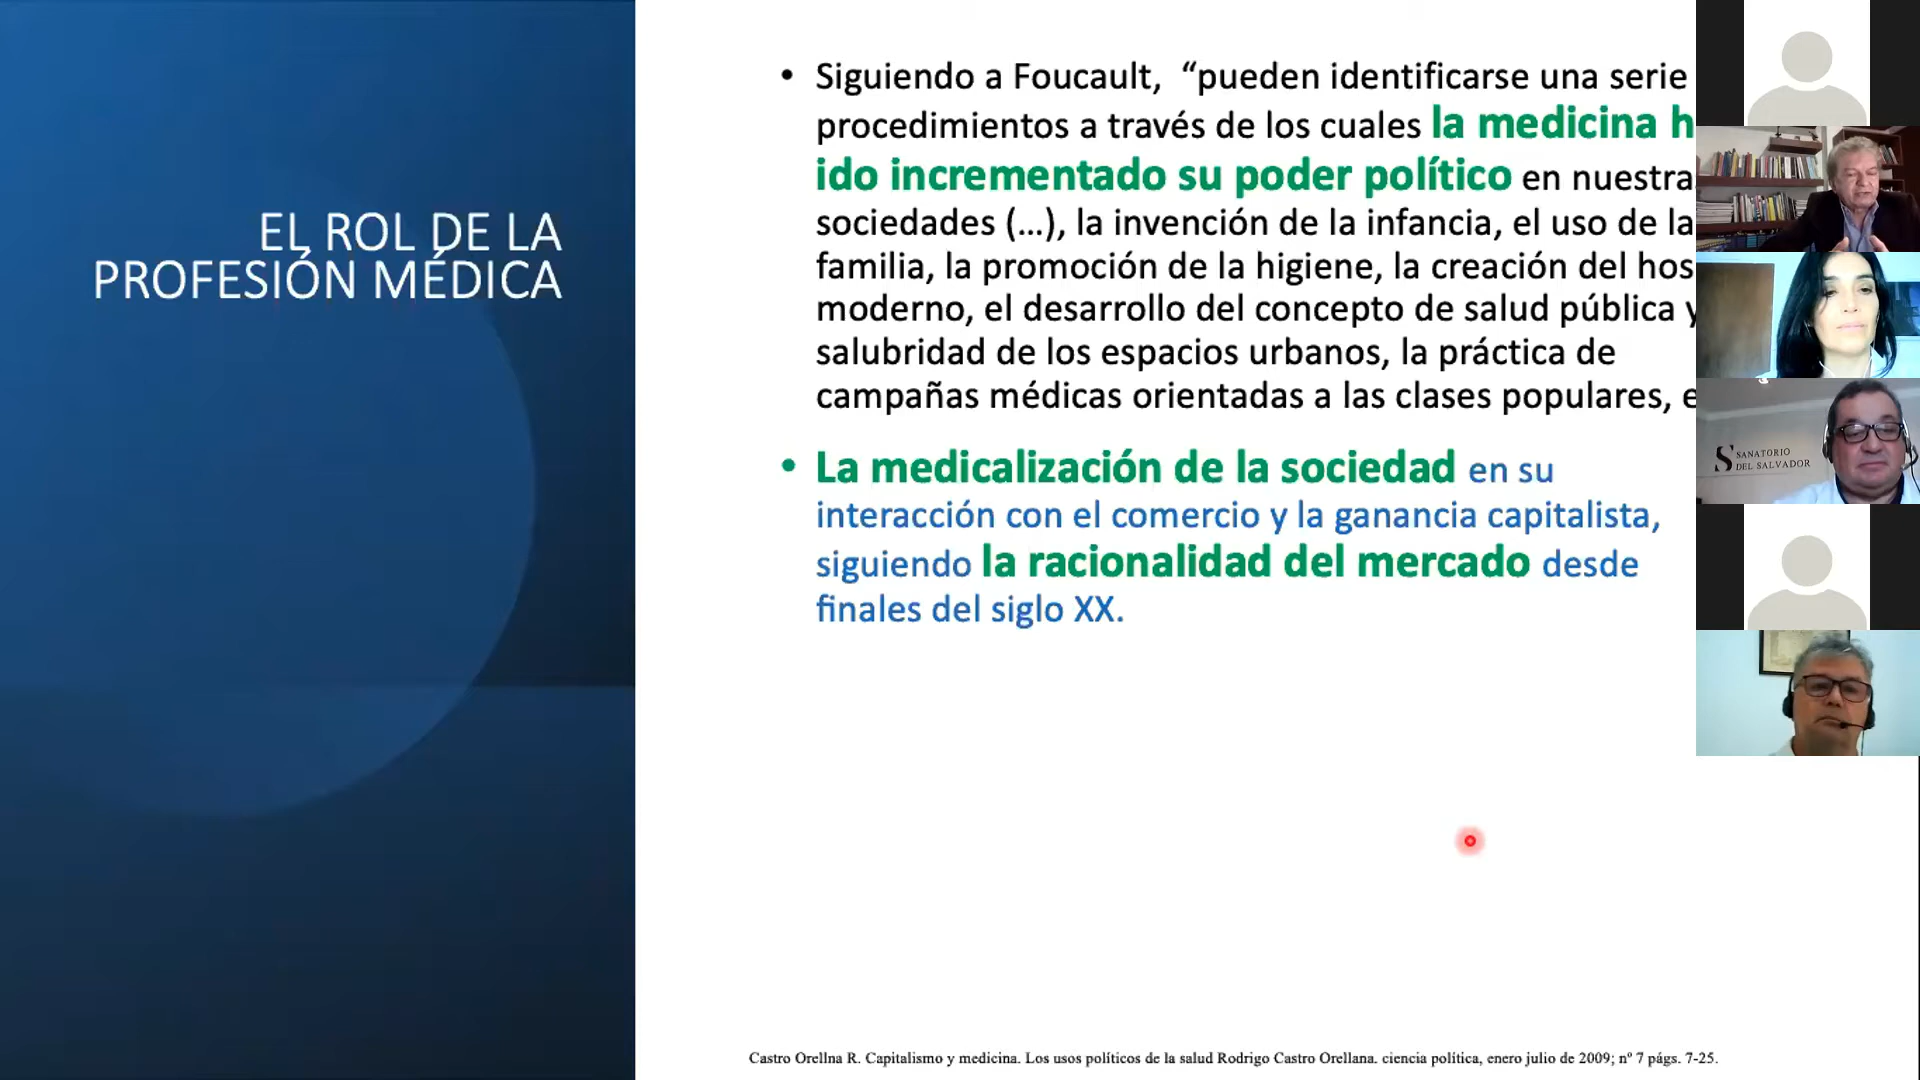 EL ROL DE LA
PROFESIÓN MÉDICA
• Siguiendo a Foucault, “pueden identificarse una serie
procedimientos a través de los cuales la medicina h
ido incrementado su poder político en nuestra
sociedades (...), la invención de la infancia, el uso de la
familia, la promoción de la higiene, la creación del hos
moderno, el desarrollo del concepto de salud pública y
salubridad de los espacios urbanos, la práctica de
campañas médicas orientadas a las clases populares, e
• La medicalización de la sociedad en su
interacción con el comercio y la ganancia capitalista,
siguiendo la racionalidad del mercado desde
finales del siglo XX.
SANATORIO
DEL SALVADOR
Castro Orellna R. Capitalismo y medicina. Los usos políticos de la salud Rodrigo Castro Orellana. ciencia política, enero julio de 2009; nº 7 págs. 7-25.